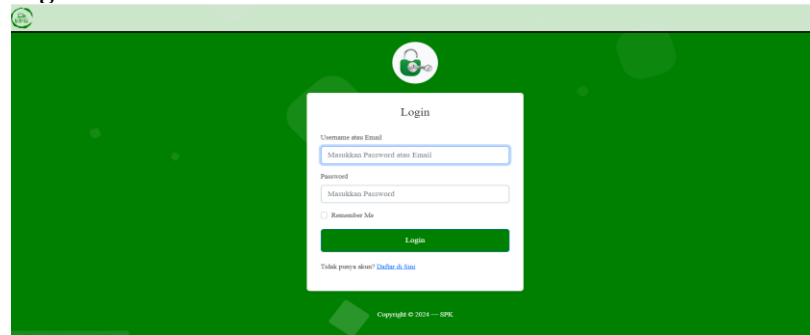 Login
Username atau Email
Masukkan Password atau Email
Password
Masukkan Password
Remember Me
Login
Tidak punya akun? Daftar di Sini
Copyright © 2024 — SPK